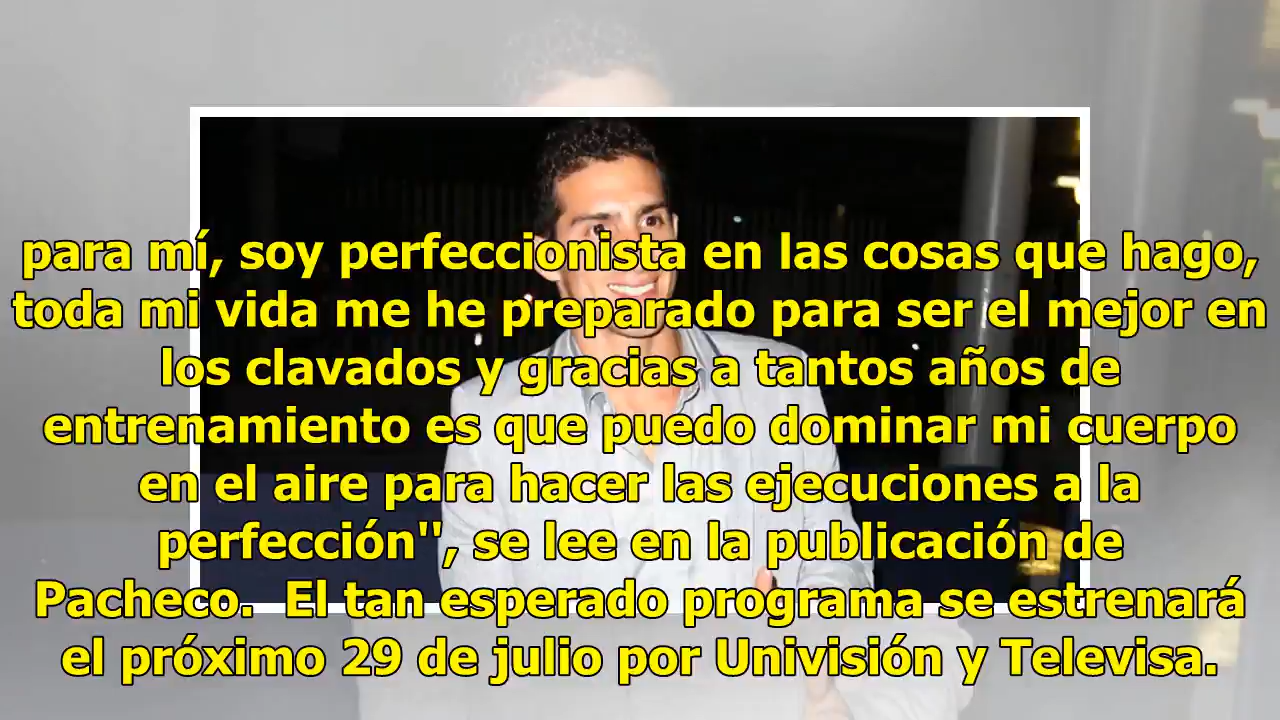 para mí, soy perfeccionista en las cosas que hago,
toda mi vida me he preparado para ser el mejor en
los clavados y gracias a tantos años de
entrenamiento es que puedo dominar mi cuerpo
en el aire para hacer las ejecuciones a la
perfección'', se lee en la publicación de
Pacheco.  El tan esperado programa se estrenará
el próximo 29 de julio por Univisión y Televisa.